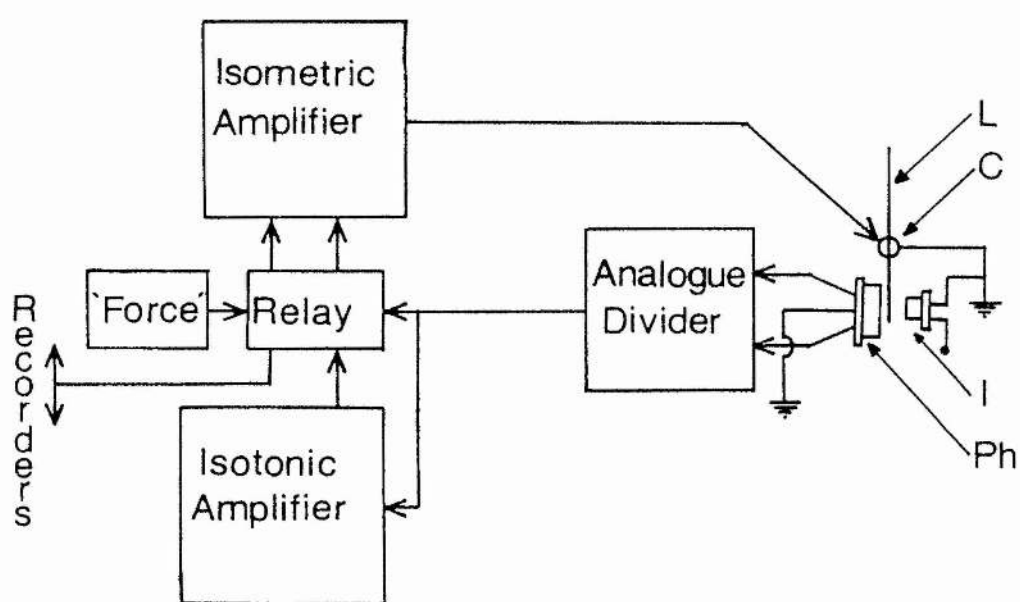 Isometric
Amplifier
L
C
Analogue
Divider
'Force'
Relay
Recorders
Isotonic
Amplifier
I
Ph